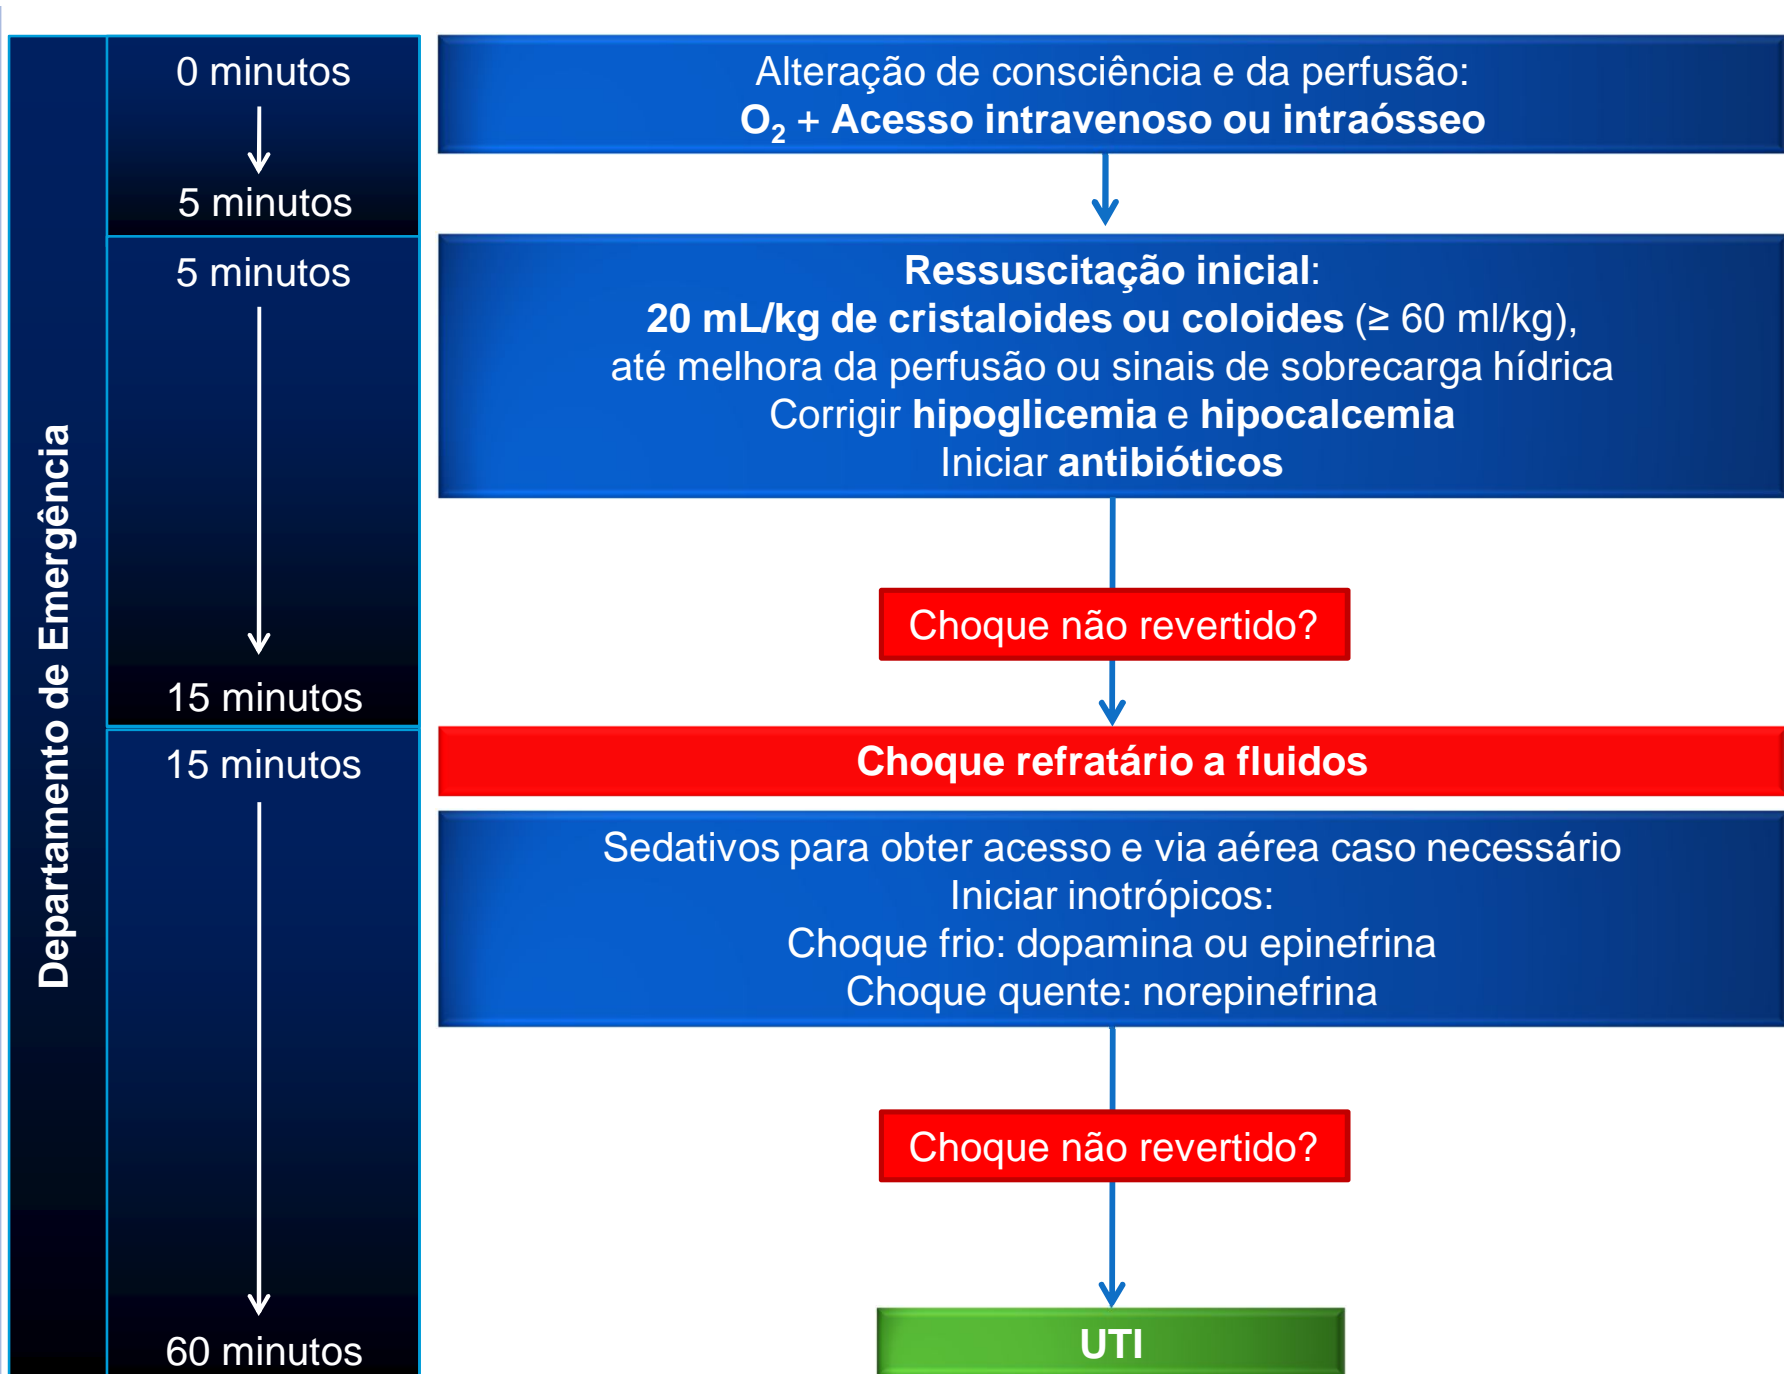 Departamento de Emergência
0 minutos
5 minutos
Alteração de consciência e da perfusão:
O₂ + Acesso intravenoso ou intraósseo
5 minutos
15 minutos
Ressuscitação inicial:
20 mL/kg de cristaloides ou coloides (≥ 60 ml/kg),
até melhora da perfusão ou sinais de sobrecarga hídrica
Corrigir hipoglicemia e hipocalcemia
Iniciar antibióticos
Choque não revertido?
15 minutos
60 minutos
Choque refratário a fluidos
Sedativos para obter acesso e via aérea caso necessário
Iniciar inotrópicos:
Choque frio: dopamina ou epinefrina
Choque quente: norepinefrina
Choque não revertido?
UTI